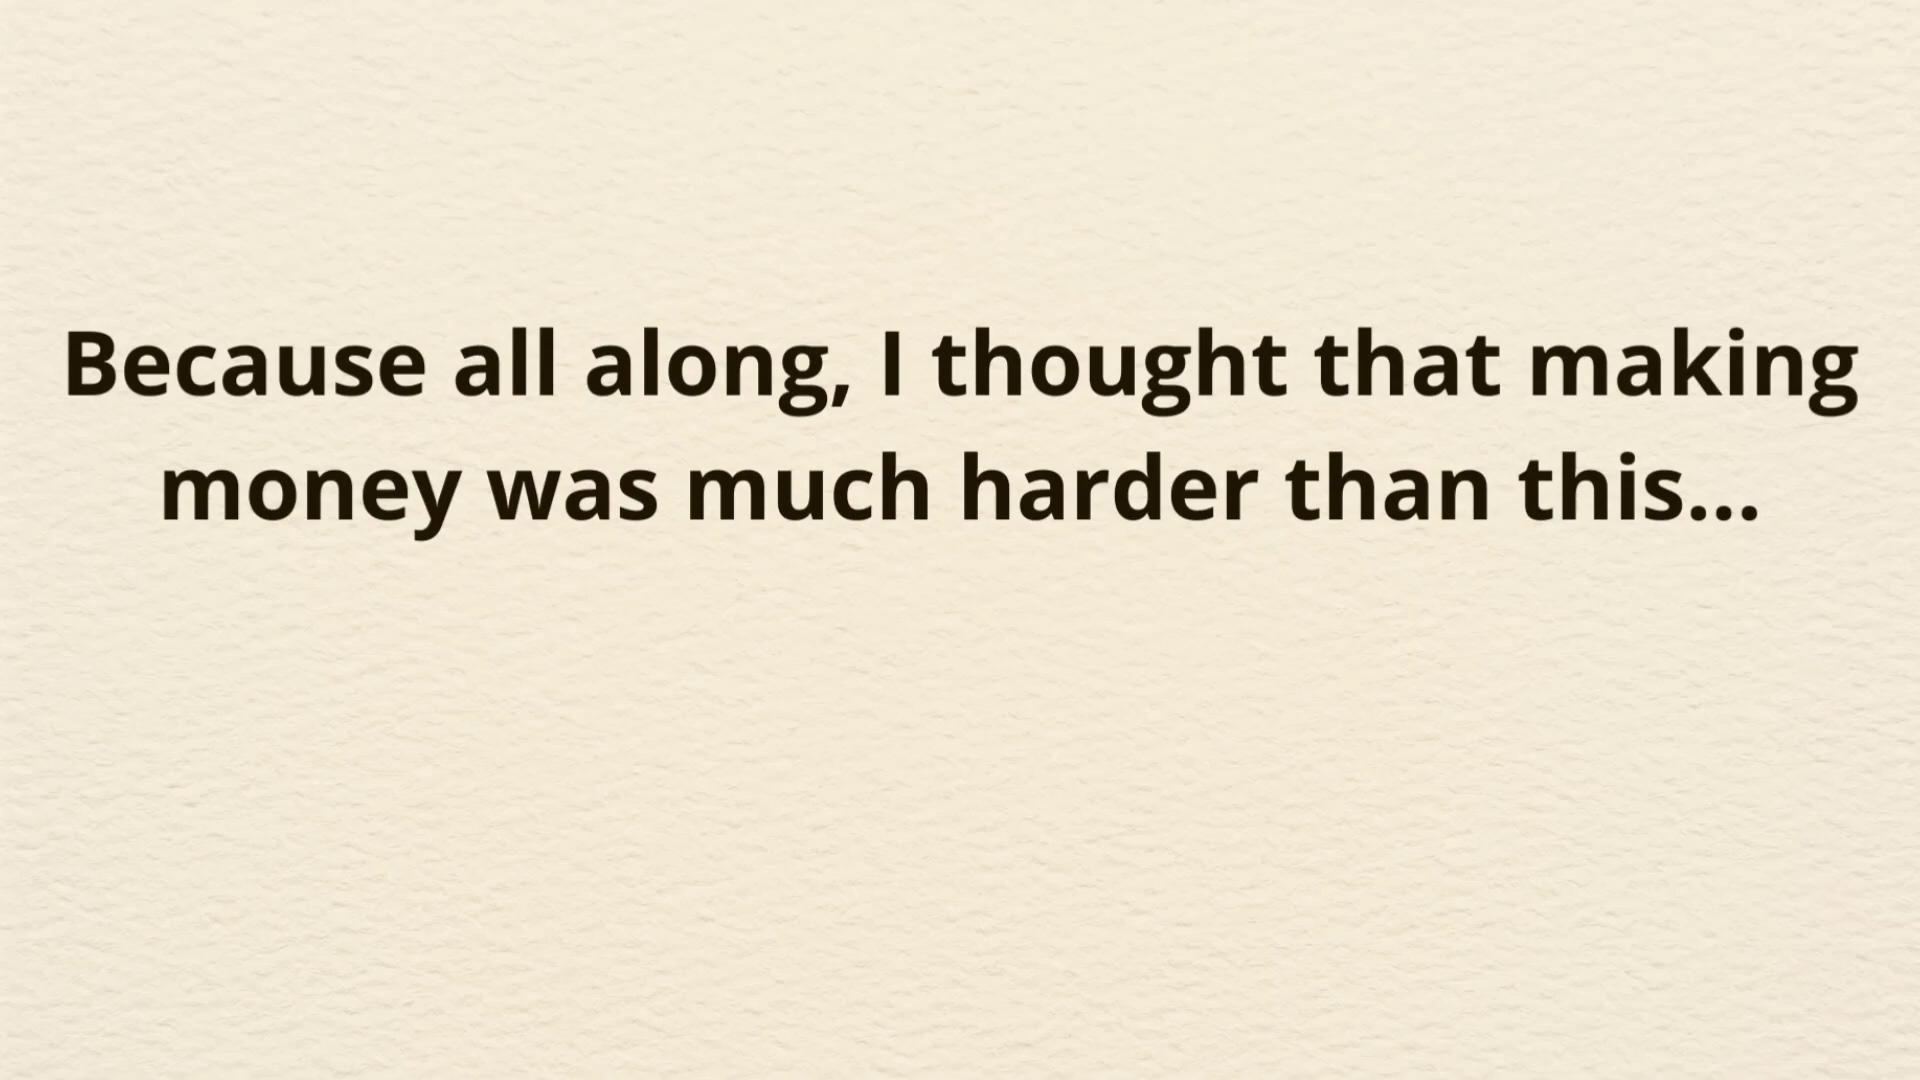 Because all along, I thought that making
money was much harder than this...